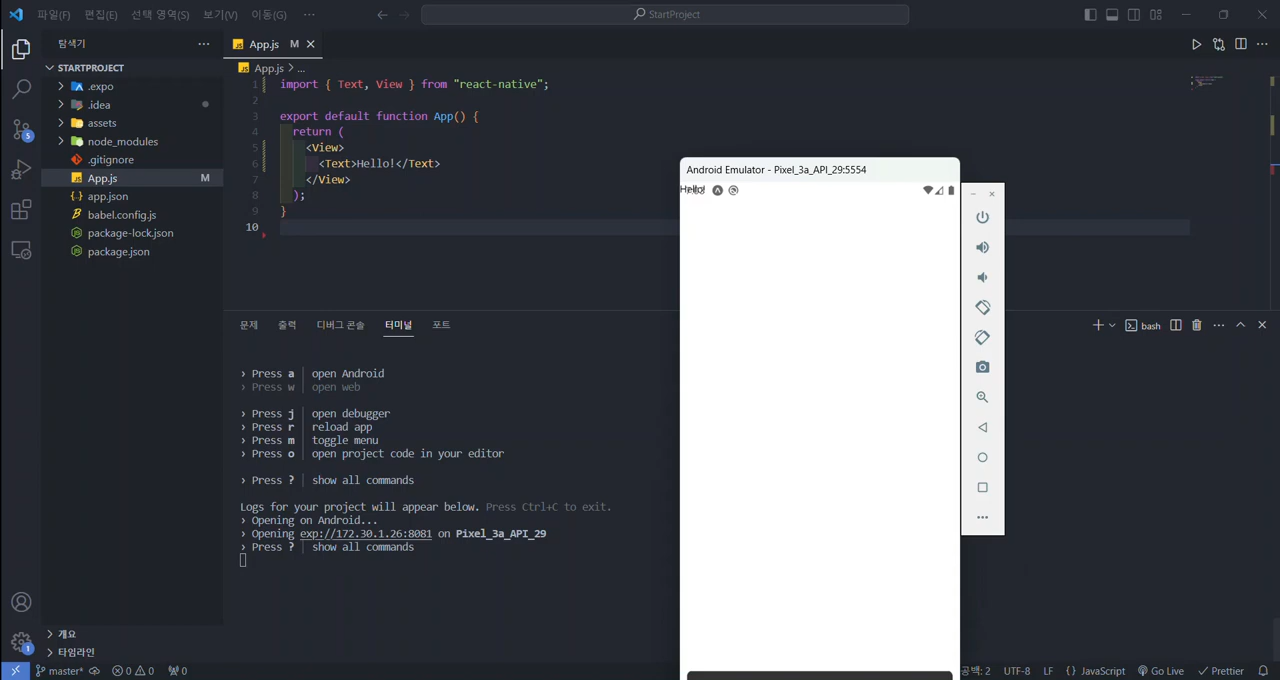 파일(F) 편집(E) 선택 영역(S) 보기(V) 이동(G) ···
StartProject
탐색기 ···
STARTPROJECT
.expo
.idea
assets
node_modules
.gitignore
App.js M
app.json
babel.config.js
package-lock.json
package.json
개요
타임라인
App.js M
App.js > ...
1 import { Text, View } from "react-native";
2
3 export default function App() {
4 return (
5 <View>
6 <Text>Hello!</Text>
7 </View>
8 );
9 }
10
문제 출력 디버그 콘솔 터미널 포트
bash
› Press a │ open Android
› Press w │ open web
› Press j │ open debugger
› Press r │ reload app
› Press m │ toggle menu
› Press o │ open project code in your editor
› Press ? │ show all commands
Logs for your project will appear below. Press Ctrl+C to exit.
› Opening on Android...
› Opening exp://172.30.1.26:8081 on Pixel_3a_API_29
› Press ? │ show all commands
Android Emulator - Pixel_3a_API_29:5554
Hello!
5
1
master* 0 0 0
공백: 2 UTF-8 LF { } JavaScript Go Live Prettier